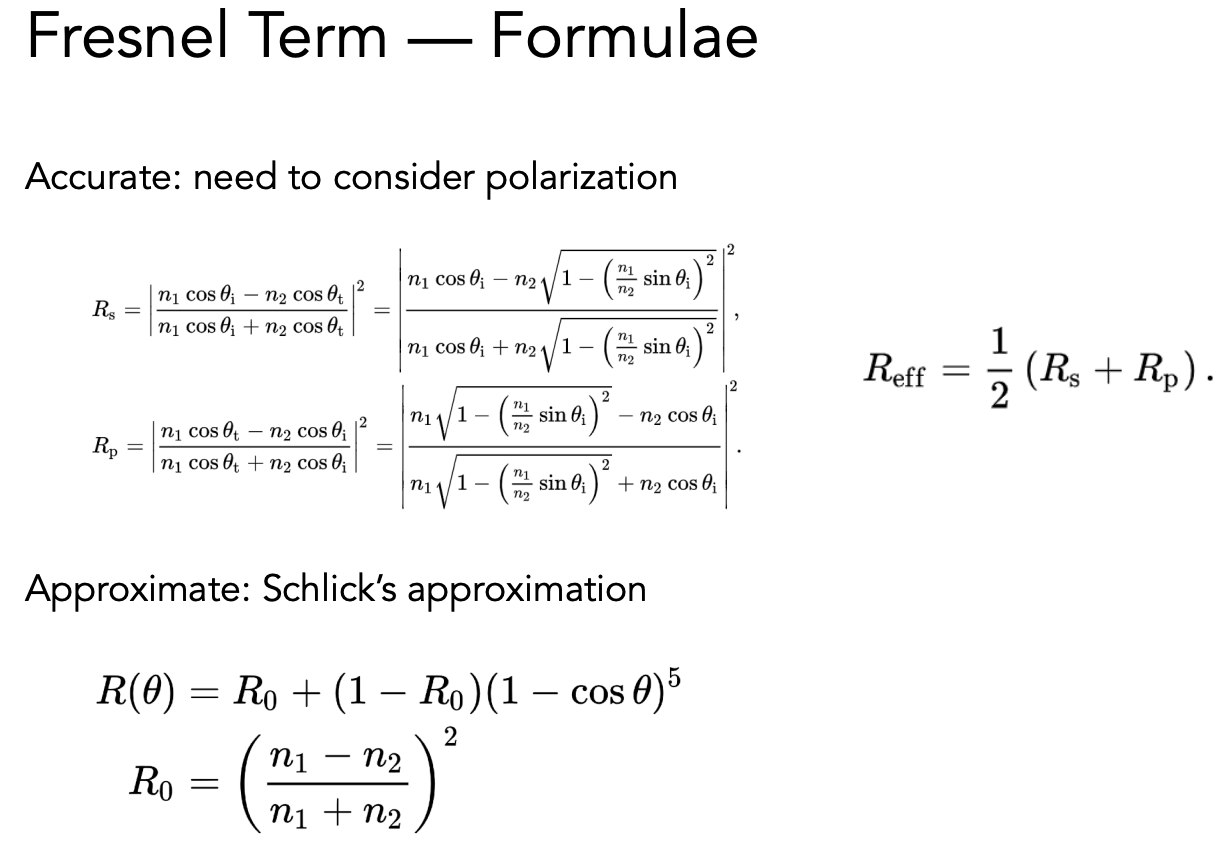 Fresnel Term — Formulae
Accurate: need to consider polarization
$R_{\mathrm{s}} = \left| \frac{n_1 \cos\theta_{\mathrm{i}} - n_2 \cos\theta_{\mathrm{t}}}{n_1 \cos\theta_{\mathrm{i}} + n_2 \cos\theta_{\mathrm{t}}} \right|^2 = \left| \frac{n_1 \cos\theta_{\mathrm{i}} - n_2 \sqrt{1 - \left( \frac{n_1}{n_2} \sin\theta_{\mathrm{i}} \right)^2}}{n_1 \cos\theta_{\mathrm{i}} + n_2 \sqrt{1 - \left( \frac{n_1}{n_2} \sin\theta_{\mathrm{i}} \right)^2}} \right|^2,$
$R_{\mathrm{p}} = \left| \frac{n_1 \cos\theta_{\mathrm{t}} - n_2 \cos\theta_{\mathrm{i}}}{n_1 \cos\theta_{\mathrm{t}} + n_2 \cos\theta_{\mathrm{i}}} \right|^2 = \left| \frac{n_1 \sqrt{1 - \left( \frac{n_1}{n_2} \sin\theta_{\mathrm{i}} \right)^2} - n_2 \cos\theta_{\mathrm{i}}}{n_1 \sqrt{1 - \left( \frac{n_1}{n_2} \sin\theta_{\mathrm{i}} \right)^2} + n_2 \cos\theta_{\mathrm{i}}} \right|^2.$
$R_{\mathrm{eff}} = \frac{1}{2} \left( R_{\mathrm{s}} + R_{\mathrm{p}} \right).$
Approximate: Schlick’s approximation
$R(\theta) = R_0 + (1 - R_0)(1 - \cos\theta)^5$
$R_0 = \left( \frac{n_1 - n_2}{n_1 + n_2} \right)^2$